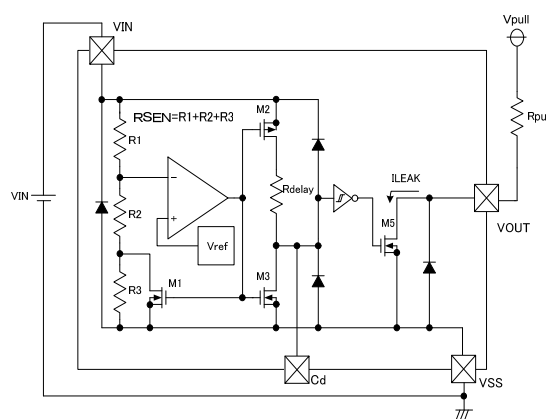 Vpull
VIN
RSEN=R1+R2+R3
M2
R1
Rpu
Rdelay
ILEAK
VIN
R2
−
+
Vref
M5
VOUT
R3
M1
M3
Cd
VSS